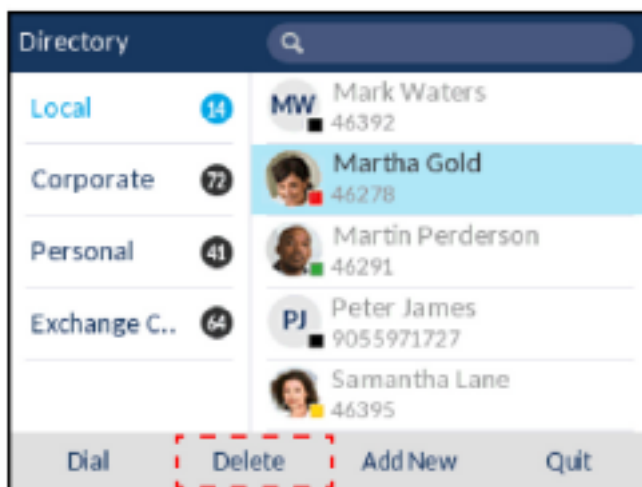 Directory
Local 14
Corporate 72
Personal 41
Exchange C.. 64
MW Mark Waters
46392
Martha Gold
46278
Martin Perderson
46291
PJ Peter James
9055971727
Samantha Lane
46395
Dial Delete Add New Quit